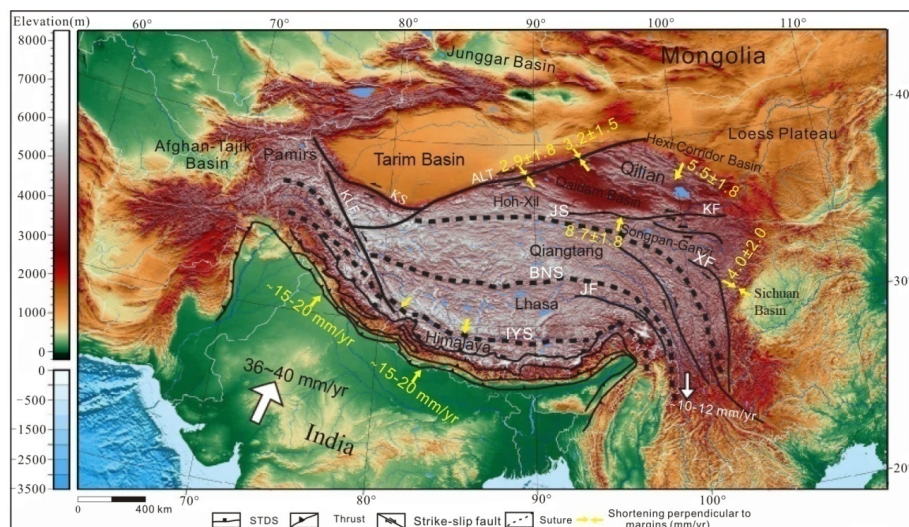 Elevation(m)
60°
70°
80°
90°
100°
110°
8000
7000
6000
5000
4000
3000
2000
1000
0
0
-500
-1500
-2500
3500
40
30
20
Junggar Basin
Mongolia
Afghan-Tajik
Basin
Pamirs
Tarim Basin
Loess Plateau
Hexi Corridor Basin
ALT
2.9±1.8
3.2±1.5
Qilian
5.5±1.8
Qaidam Basin
KLF
KS
Hoh-Xil
JS
KF
8.7±1.8
Songpan-Ganzi
XF
4.0±2.0
Qiangtang
BNS
JF
Sichuan
Basin
Lhasa
IYS
Himalaya
~15-20 mm/yr
~15-20 mm/yr
36~40 mm/yr
India
~10-12 mm/yr
70°
80°
90°
100°
0
400 km
STDS
Thrust
Strike-slip fault
Suture
Shortening perpendicular to
margins (mm/yr)